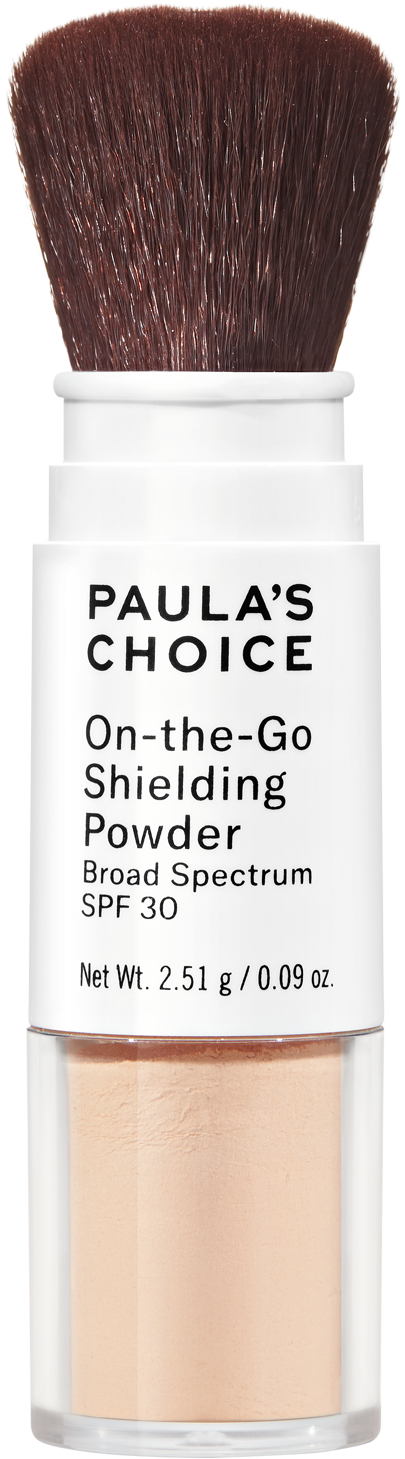 PAULA'S
CHOICE
On-the-Go
Shielding
Powder
Broad Spectrum
SPF 30
Net Wt. 2.51 g / 0.09 oz.